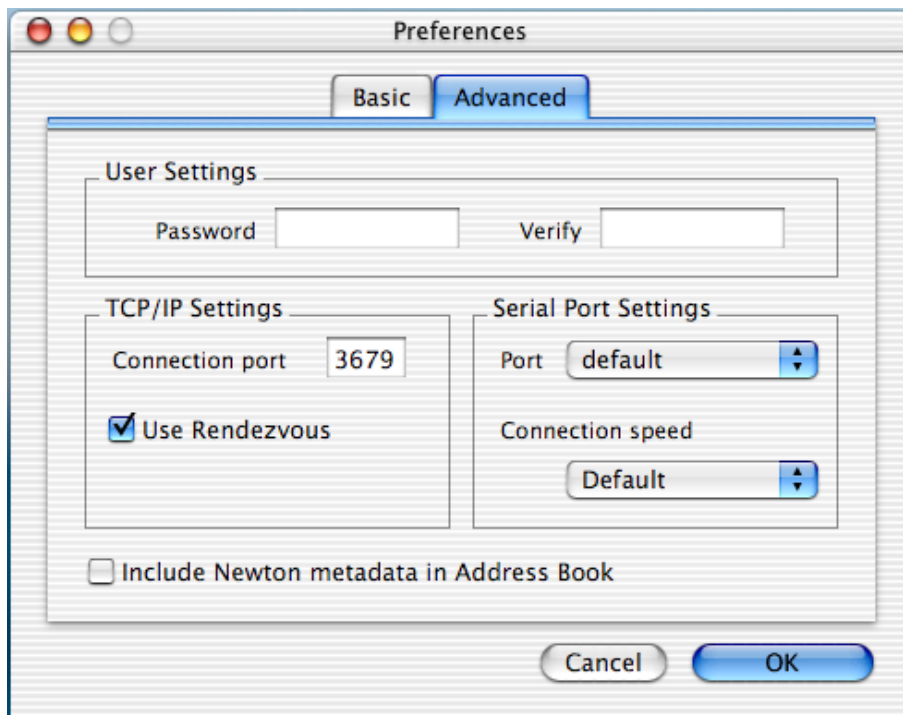 Preferences
Basic
Advanced
User Settings
Password
Verify
TCP/IP Settings
Connection port
3679
Use Rendezvous
Serial Port Settings
Port
default
Connection speed
Default
Include Newton metadata in Address Book
Cancel
OK